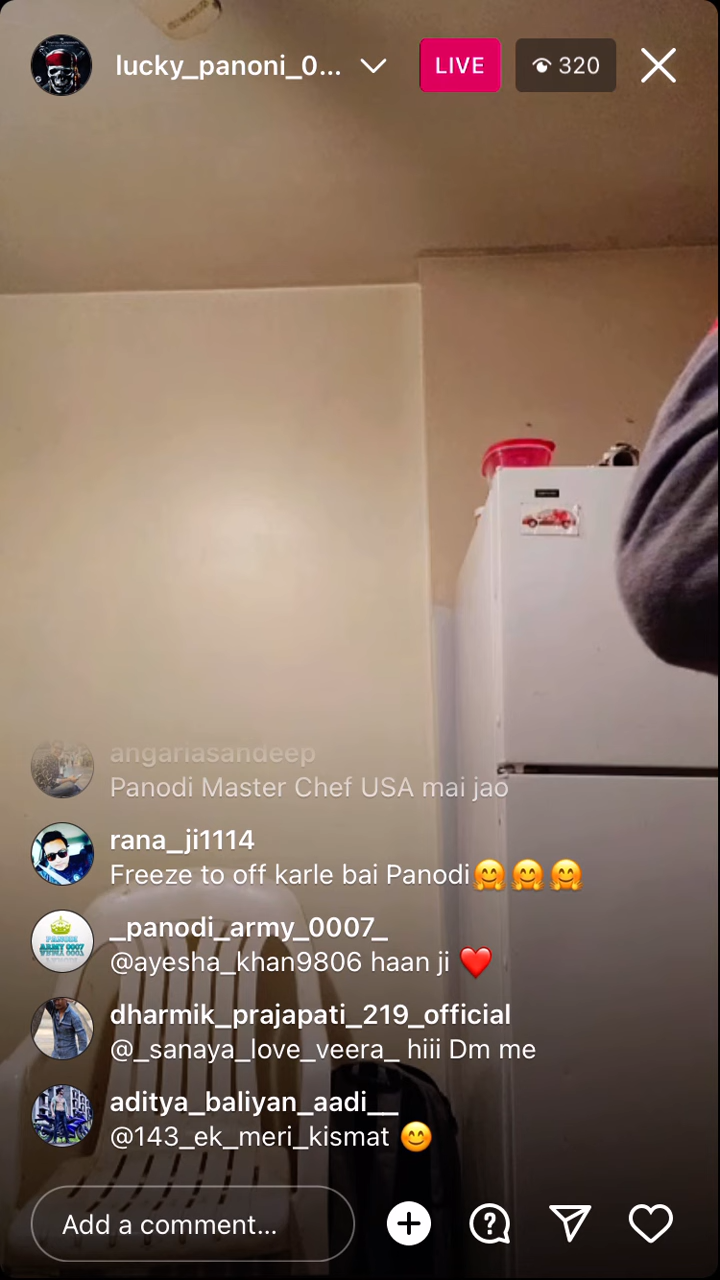 lucky_panoni_0...
LIVE
320
angariasandeep
Panodi Master Chef USA mai jao
rana_ji1114
Freeze to off karle bai Panodi🤗🤗🤗
_panodi_army_0007_
@ayesha_khan9806 haan ji ❤️
dharmik_prajapati_219_official
@_sanaya_love_veera_ hiii Dm me
aditya_baliyan_aadi__
@143_ek_meri_kismat 😊
Add a comment...